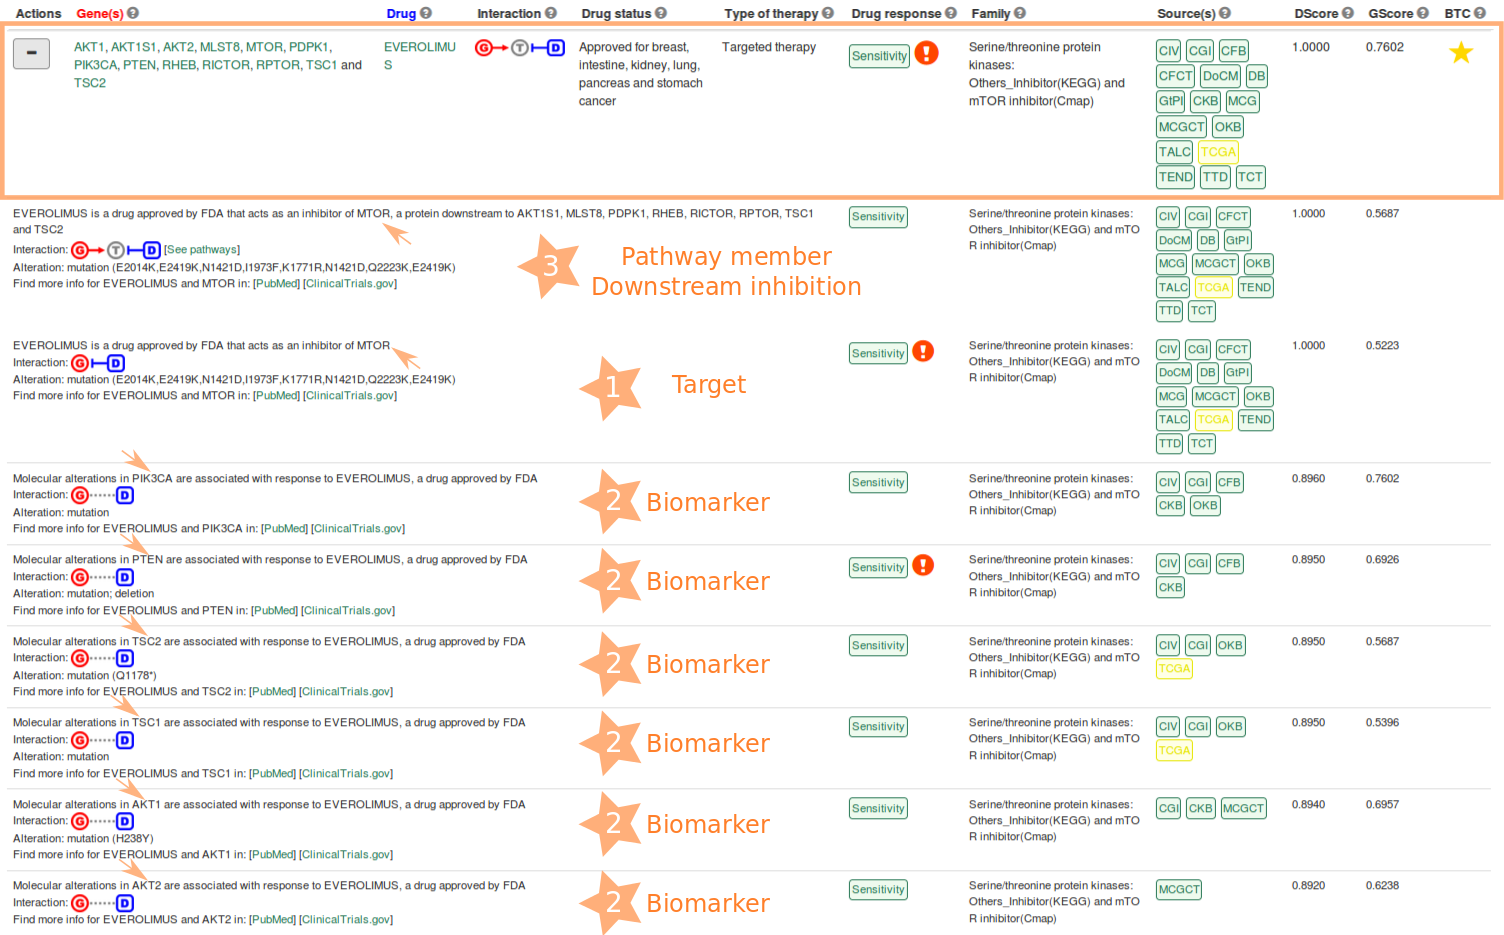 Actions Gene(s) ? Drug ? Interaction ? Drug status ? Type of therapy ? Drug response ? Family ? Source(s) ? DScore ? GScore ? BTC ?
−
AKT1, AKT1S1, AKT2, MLST8, MTOR, PDPK1,
PIK3CA, PTEN, RHEB, RICTOR, RPTOR, TSC1 and
TSC2
EVEROLIMU
S
G T D
Approved for breast,
intestine, kidney, lung,
pancreas and stomach
cancer
Targeted therapy
Sensitivity !
Serine/threonine protein
kinases:
Others_Inhibitor(KEGG) and
mTOR inhibitor(Cmap)
CIV CGI CFB
CFCT DoCM DB
GtPI CKB MCG
MCGCT OKB
TALC TCGA
TEND TTD TCT
1.0000 0.7602
EVEROLIMUS is a drug approved by FDA that acts as an inhibitor of MTOR, a protein downstream to AKT1S1, MLST8, PDPK1, RHEB, RICTOR, RPTOR, TSC1
and TSC2
Interaction: G T D [See pathways]
Alteration: mutation (E2014K,E2419K,N1421D,I1973F,K1771R,N1421D,Q2223K,E2419K)
Find more info for EVEROLIMUS and MTOR in: [PubMed] [ClinicalTrials.gov]
3
Pathway member
Downstream inhibition
Sensitivity
Serine/threonine protein kinases:
Others_Inhibitor(KEGG) and mTO
R inhibitor(Cmap)
CIV CGI CFCT
DoCM DB GtPI
MCG MCGCT OKB
TALC TCGA TEND
TTD TCT
1.0000 0.5687
EVEROLIMUS is a drug approved by FDA that acts as an inhibitor of MTOR
Interaction: G D
Alteration: mutation (E2014K,E2419K,N1421D,I1973F,K1771R,N1421D,Q2223K,E2419K)
Find more info for EVEROLIMUS and MTOR in: [PubMed] [ClinicalTrials.gov]
1 Target
Sensitivity !
Serine/threonine protein kinases:
Others_Inhibitor(KEGG) and mTO
R inhibitor(Cmap)
CIV CGI CFCT
DoCM DB GtPI
MCG MCGCT OKB
TALC TCGA TEND
TTD TCT
1.0000 0.5223
Molecular alterations in PIK3CA are associated with response to EVEROLIMUS, a drug approved by FDA
Interaction: G D
Alteration: mutation
Find more info for EVEROLIMUS and PIK3CA in: [PubMed] [ClinicalTrials.gov]
2 Biomarker
Sensitivity
Serine/threonine protein kinases:
Others_Inhibitor(KEGG) and mTO
R inhibitor(Cmap)
CIV CGI CFB
CKB OKB
0.8960 0.7602
Molecular alterations in PTEN are associated with response to EVEROLIMUS, a drug approved by FDA
Interaction: G D
Alteration: mutation; deletion
Find more info for EVEROLIMUS and PTEN in: [PubMed] [ClinicalTrials.gov]
2 Biomarker
Sensitivity !
Serine/threonine protein kinases:
Others_Inhibitor(KEGG) and mTO
R inhibitor(Cmap)
CIV CGI CFB
CKB
0.8950 0.6926
Molecular alterations in TSC2 are associated with response to EVEROLIMUS, a drug approved by FDA
Interaction: G D
Alteration: mutation (Q1178*)
Find more info for EVEROLIMUS and TSC2 in: [PubMed] [ClinicalTrials.gov]
2 Biomarker
Sensitivity
Serine/threonine protein kinases:
Others_Inhibitor(KEGG) and mTO
R inhibitor(Cmap)
CIV CGI OKB
TCGA
0.8950 0.5687
Molecular alterations in TSC1 are associated with response to EVEROLIMUS, a drug approved by FDA
Interaction: G D
Alteration: mutation
Find more info for EVEROLIMUS and TSC1 in: [PubMed] [ClinicalTrials.gov]
2 Biomarker
Sensitivity
Serine/threonine protein kinases:
Others_Inhibitor(KEGG) and mTO
R inhibitor(Cmap)
CIV CGI OKB
TCGA
0.8950 0.5396
Molecular alterations in AKT1 are associated with response to EVEROLIMUS, a drug approved by FDA
Interaction: G D
Alteration: mutation (H238Y)
Find more info for EVEROLIMUS and AKT1 in: [PubMed] [ClinicalTrials.gov]
2 Biomarker
Sensitivity
Serine/threonine protein kinases:
Others_Inhibitor(KEGG) and mTO
R inhibitor(Cmap)
CGI CKB MCGCT
0.8940 0.6957
Molecular alterations in AKT2 are associated with response to EVEROLIMUS, a drug approved by FDA
Interaction: G D
Find more info for EVEROLIMUS and AKT2 in: [PubMed] [ClinicalTrials.gov]
2 Biomarker
Sensitivity
Serine/threonine protein kinases:
Others_Inhibitor(KEGG) and mTO
R inhibitor(Cmap)
MCGCT
0.8920 0.6238